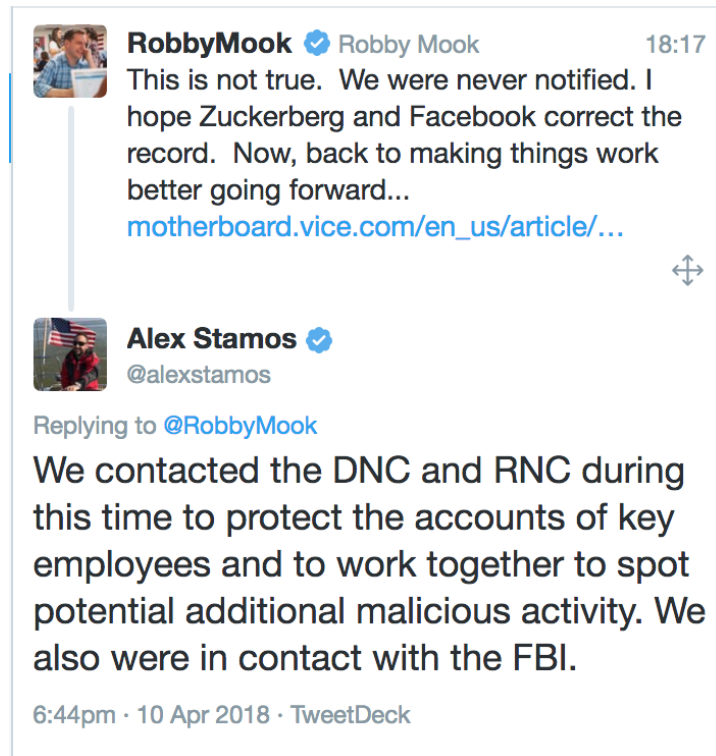 RobbyMook Robby Mook 18:17
This is not true. We were never notified. I
hope Zuckerberg and Facebook correct the
record. Now, back to making things work
better going forward...
motherboard.vice.com/en_us/article/...
Alex Stamos
@alexstamos
Replying to @RobbyMook
We contacted the DNC and RNC during
this time to protect the accounts of key
employees and to work together to spot
potential additional malicious activity. We
also were in contact with the FBI.
6:44pm · 10 Apr 2018 · TweetDeck